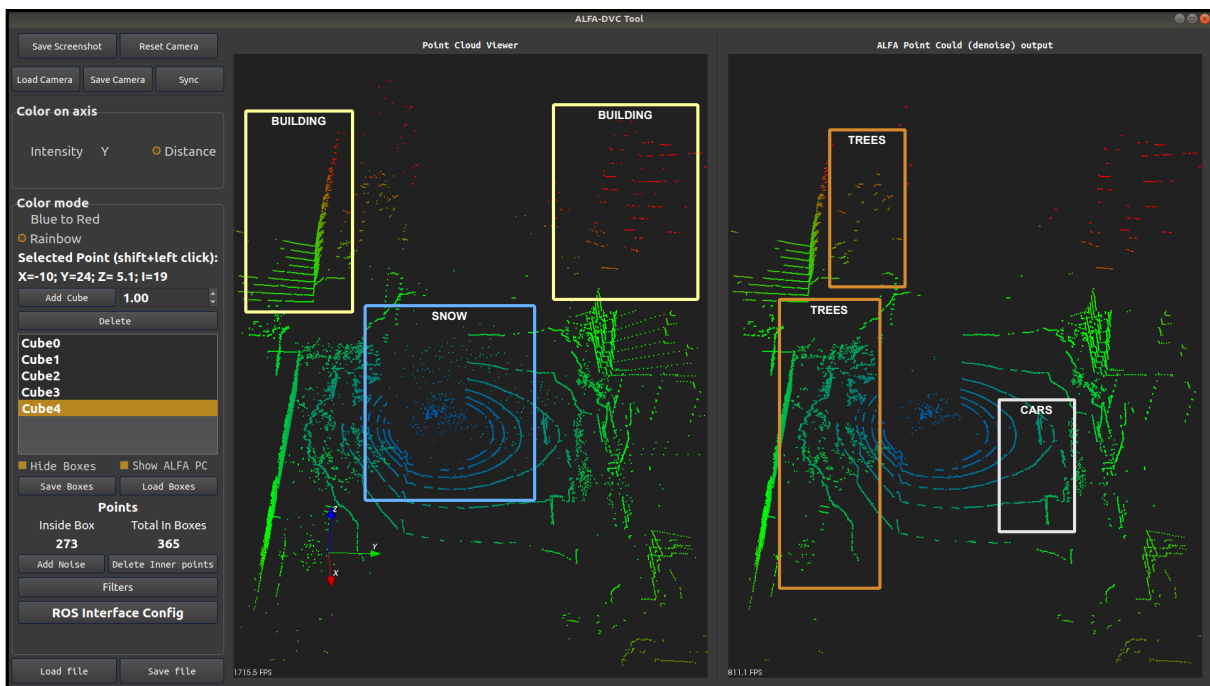 ALFA-DVC Tool
Save Screenshot
Reset Camera
Load Camera
Save Camera
Sync
Color on axis
Intensity
Y
Distance
Color mode
Blue to Red
Rainbow
Selected Point (shift+left click):
X=-10; Y=24; Z= 5.1; I=19
Add Cube
1.00
Delete
Cube0
Cube1
Cube2
Cube3
Cube4
Hide Boxes
Show ALFA PC
Save Boxes
Load Boxes
Points
Inside Box
Total In Boxes
273
365
Add Noise
Delete Inner points
Filters
ROS Interface Config
Load file
Save file
Point Cloud Viewer
BUILDING
BUILDING
SNOW
Z
Y
X
1715.5 FPS
ALFA Point Could (denoise) output
TREES
TREES
CARS
811.1 FPS